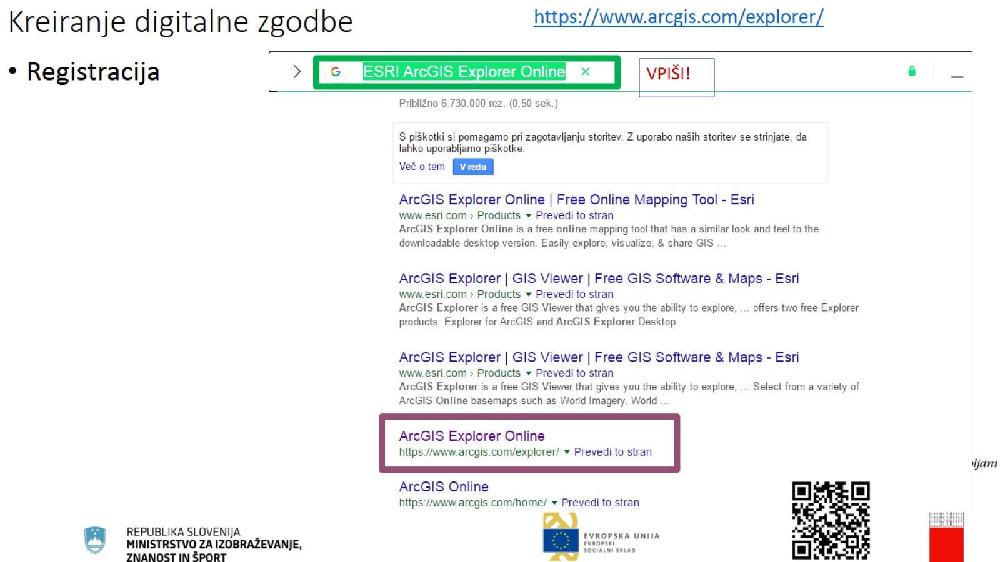 Kreiranje digitalne zgodbe
https://www.arcgis.com/explorer/
• Registracija
ESRI ArcGIS Explorer Online
VPIŠI!
Približno 6.730.000 rez. (0,50 sek.)
S piškotki si pomagamo pri zagotavljanju storitev. Z uporabo naših storitev se strinjate, da
lahko uporabljamo piškotke.
Več o tem V redu
ArcGIS Explorer Online | Free Online Mapping Tool - Esri
www.esri.com › Products ▾ Prevedi to stran
ArcGIS Explorer Online is a free online mapping tool that has a similar look and feel to the
downloadable desktop version. Easily explore, visualize, & share GIS ...
ArcGIS Explorer | GIS Viewer | Free GIS Software & Maps - Esri
www.esri.com › Products ▾ Prevedi to stran
ArcGIS Explorer is a free GIS Viewer that gives you the ability to explore, ... offers two free Explorer
products: Explorer for ArcGIS and ArcGIS Explorer Desktop.
ArcGIS Explorer | GIS Viewer | Free GIS Software & Maps - Esri
www.esri.com › Products ▾ Prevedi to stran
ArcGIS Explorer is a free GIS Viewer that gives you the ability to explore, ... Select from a variety of
ArcGIS Online basemaps such as World Imagery, World ...
ArcGIS Explorer Online
https://www.arcgis.com/explorer/ ▾ Prevedi to stran
ljani
ArcGIS Online
https://www.arcgis.com/home/ ▾ Prevedi to stran
REPUBLIKA SLOVENIJA
MINISTRSTVO ZA IZOBRAŽEVANJE,
ZNANOST IN ŠPORT
EVROPSKA UNIJA
EVROPSKI
SOCIALNI SKLAD